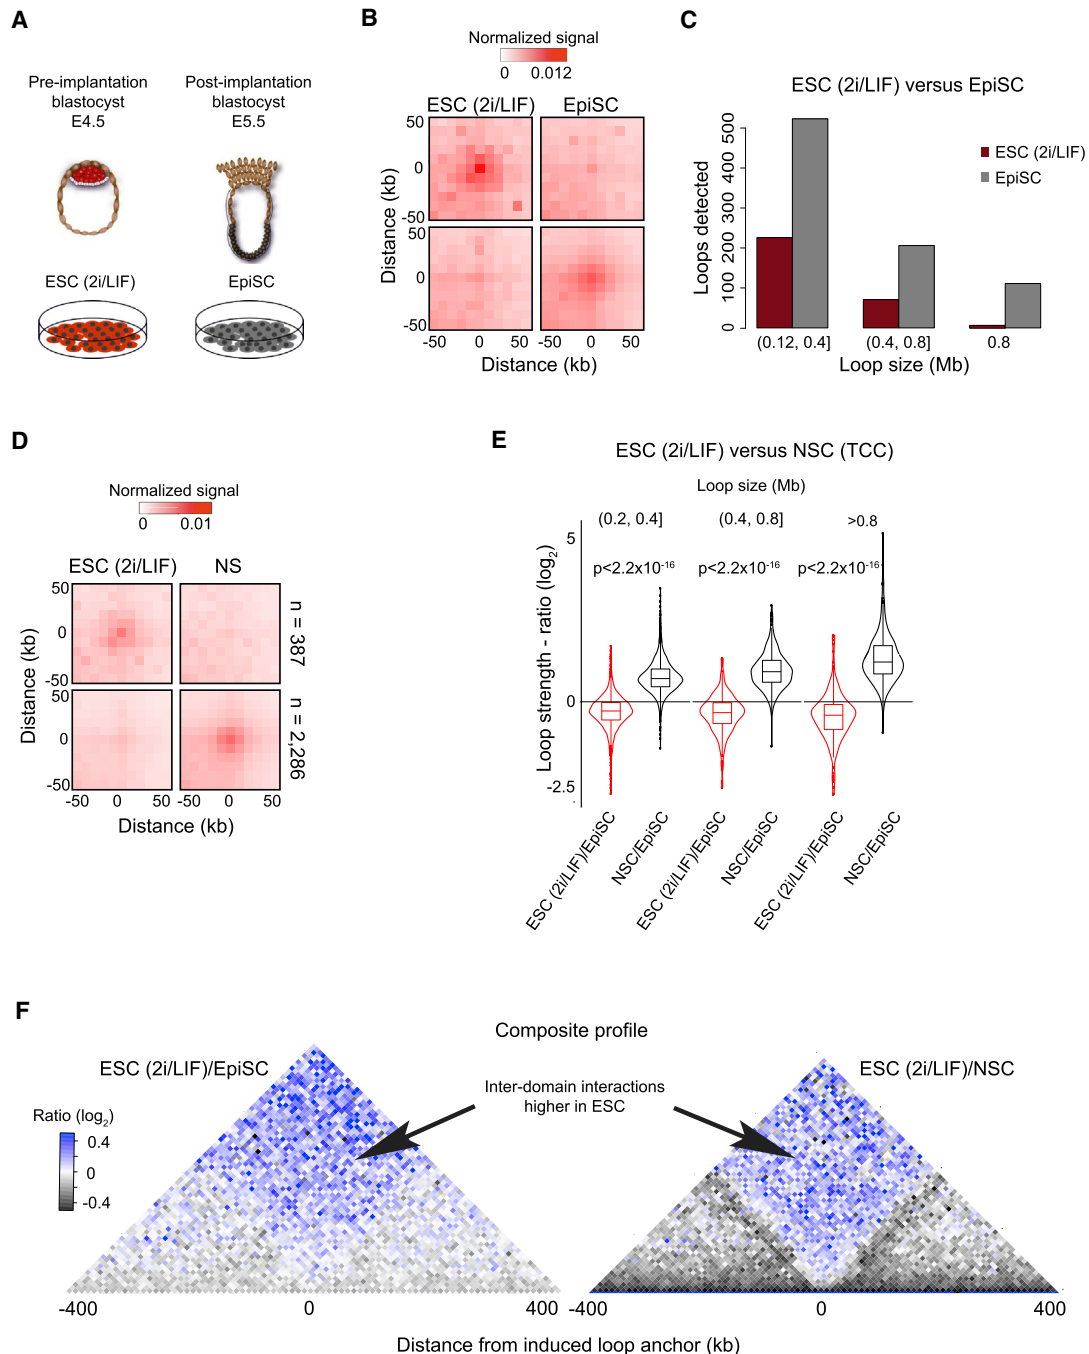 A
Pre-implantation
blastocyst
E4.5
Post-implantation
blastocyst
E5.5
ESC (2i/LIF)
EpiSC
B
Normalized signal
0 0.012
ESC (2i/LIF) EpiSC
50
0
-50
50
0
-50
Distance (kb)
-50 0 50 -50 0 50
Distance (kb)
C
ESC (2i/LIF) versus EpiSC
ESC (2i/LIF)
EpiSC
Loops detected
500
400
300
200
100
0
(0.12, 0.4] (0.4, 0.8] 0.8
Loop size (Mb)
D
Normalized signal
0 0.01
ESC (2i/LIF) NS
50
0
-50
50
0
-50
Distance (kb)
n = 387
n = 2,286
-50 0 50 -50 0 50
Distance (kb)
E
ESC (2i/LIF) versus NSC (TCC)
Loop size (Mb)
(0.2, 0.4] (0.4, 0.8] >0.8
p<2.2x10⁻¹⁶ p<2.2x10⁻¹⁶ p<2.2x10⁻¹⁶
5
0
-2.5
Loop strength - ratio (log₂)
ESC (2i/LIF)/EpiSC
NSC/EpiSC
ESC (2i/LIF)/EpiSC
NSC/EpiSC
ESC (2i/LIF)/EpiSC
NSC/EpiSC
F
Composite profile
ESC (2i/LIF)/EpiSC
ESC (2i/LIF)/NSC
Inter-domain interactions
higher in ESC
Ratio (log₂)
0.4
0
-0.4
-400 0 400
-400 0 400
Distance from induced loop anchor (kb)